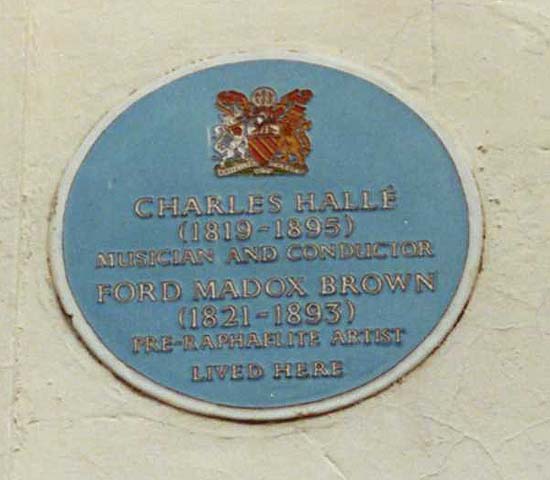 CHARLES HALLÉ
(1819-1895)
MUSICIAN AND CONDUCTOR
FORD MADOX BROWN
(1821-1893)
PRE-RAPHAELITE ARTIST
LIVED HERE